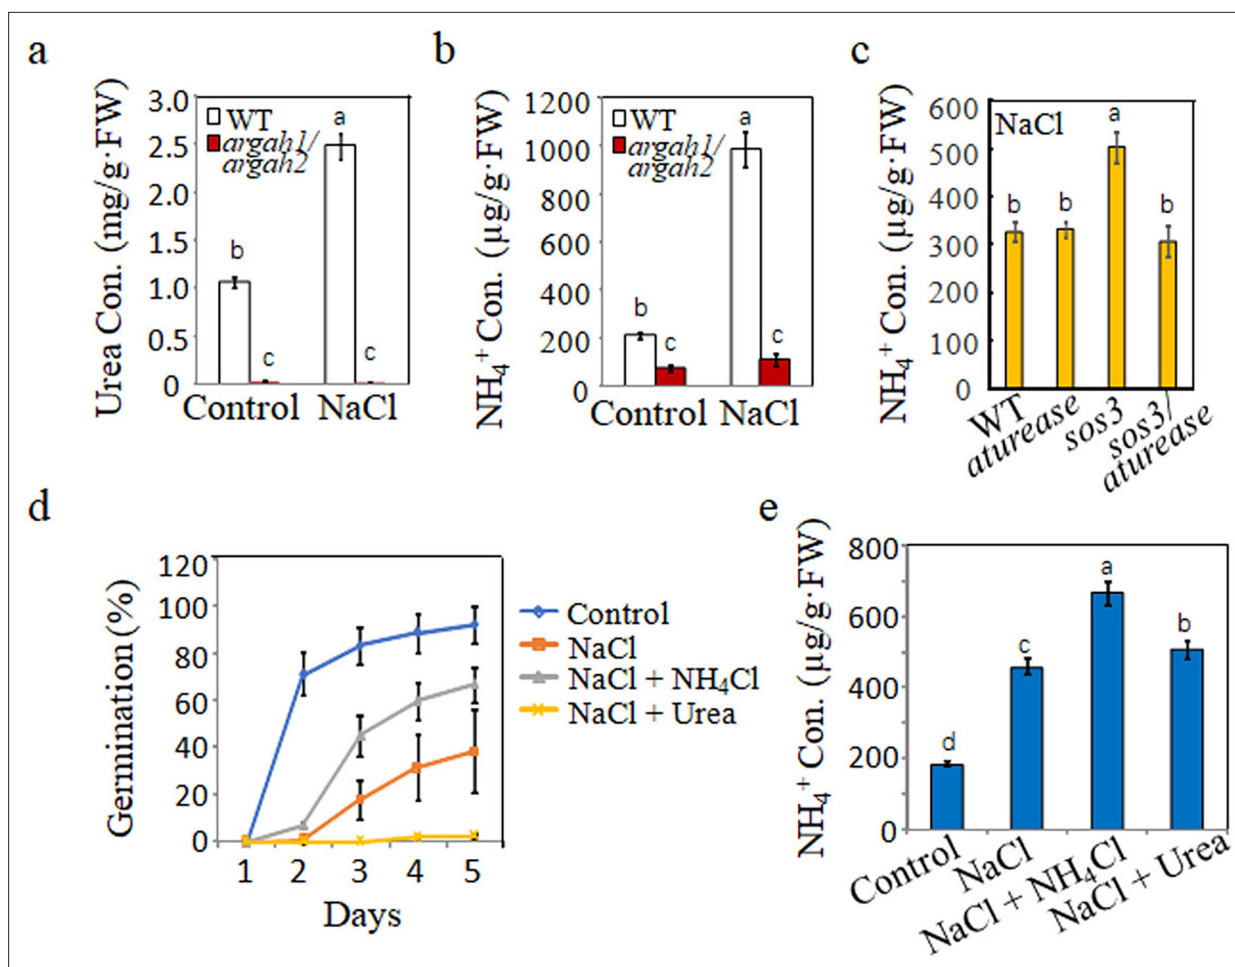 a
Urea Con. (mg/g·FW)
3.0
2.5
2.0
1.5
1.0
0.5
0
WT
argah1/
argah2
b
c
a
c
Control NaCl
b
NH₄⁺ Con. (µg/g·FW)
1200
1000
800
600
400
200
0
WT
argah1/
argah2
b
c
a
c
Control NaCl
c
NH₄⁺ Con. (µg/g·FW)
600
500
400
300
200
100
0
NaCl
b
b
a
b
WT
aturease
sos3
sos3/
aturease
d
Germination (%)
120
100
80
60
40
20
0
1 2 3 4 5
Days
Control
NaCl
NaCl + NH₄Cl
NaCl + Urea
e
NH₄⁺ Con. (µg/g·FW)
800
600
400
200
0
d
c
a
b
Control
NaCl
NaCl + NH₄Cl
NaCl + Urea